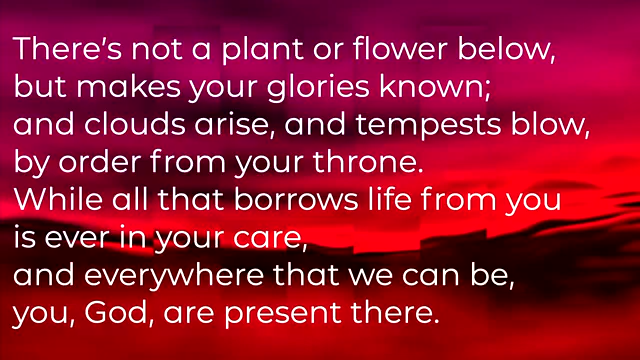 There’s not a plant or flower below,
but makes your glories known;
and clouds arise, and tempests blow,
by order from your throne.
While all that borrows life from you
is ever in your care,
and everywhere that we can be,
you, God, are present there.